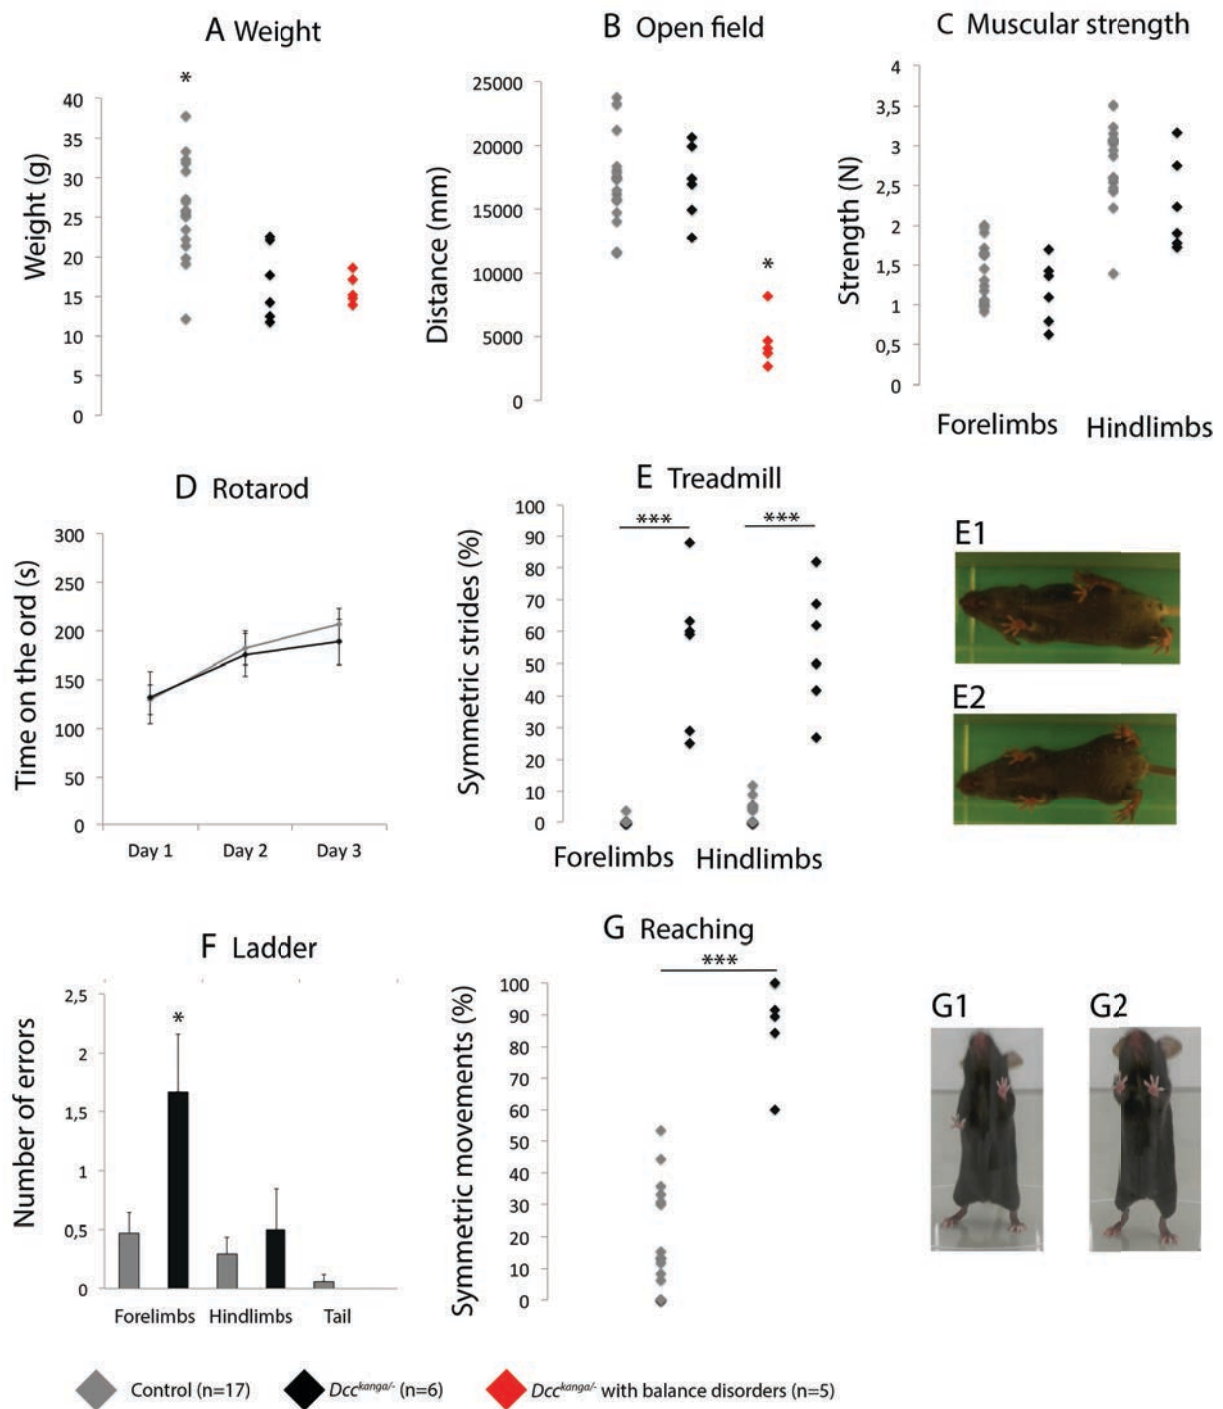 A Weight
*
Weight (g)
40
35
30
25
20
15
10
5
0
B Open field
Distance (mm)
25000
20000
15000
10000
5000
0
*
C Muscular strength
Strength (N)
4
3,5
3
2,5
2
1,5
1
0,5
0
Forelimbs Hindlimbs
D Rotarod
Time on the ord (s)
300
250
200
150
100
50
0
Day 1 Day 2 Day 3
E Treadmill
Symmetric strides (%)
100
90
80
70
60
50
40
30
20
10
0
*** ***
Forelimbs Hindlimbs
E1
E2
F Ladder
Number of errors
2,5
2
1,5
1
0,5
0
*
Forelimbs Hindlimbs Tail
G Reaching
***
Symmetric movements (%)
100
90
80
70
60
50
40
30
20
10
0
G1 G2
Control (n=17) Dcc kanga/- (n=6) Dcc kanga/- with balance disorders (n=5)